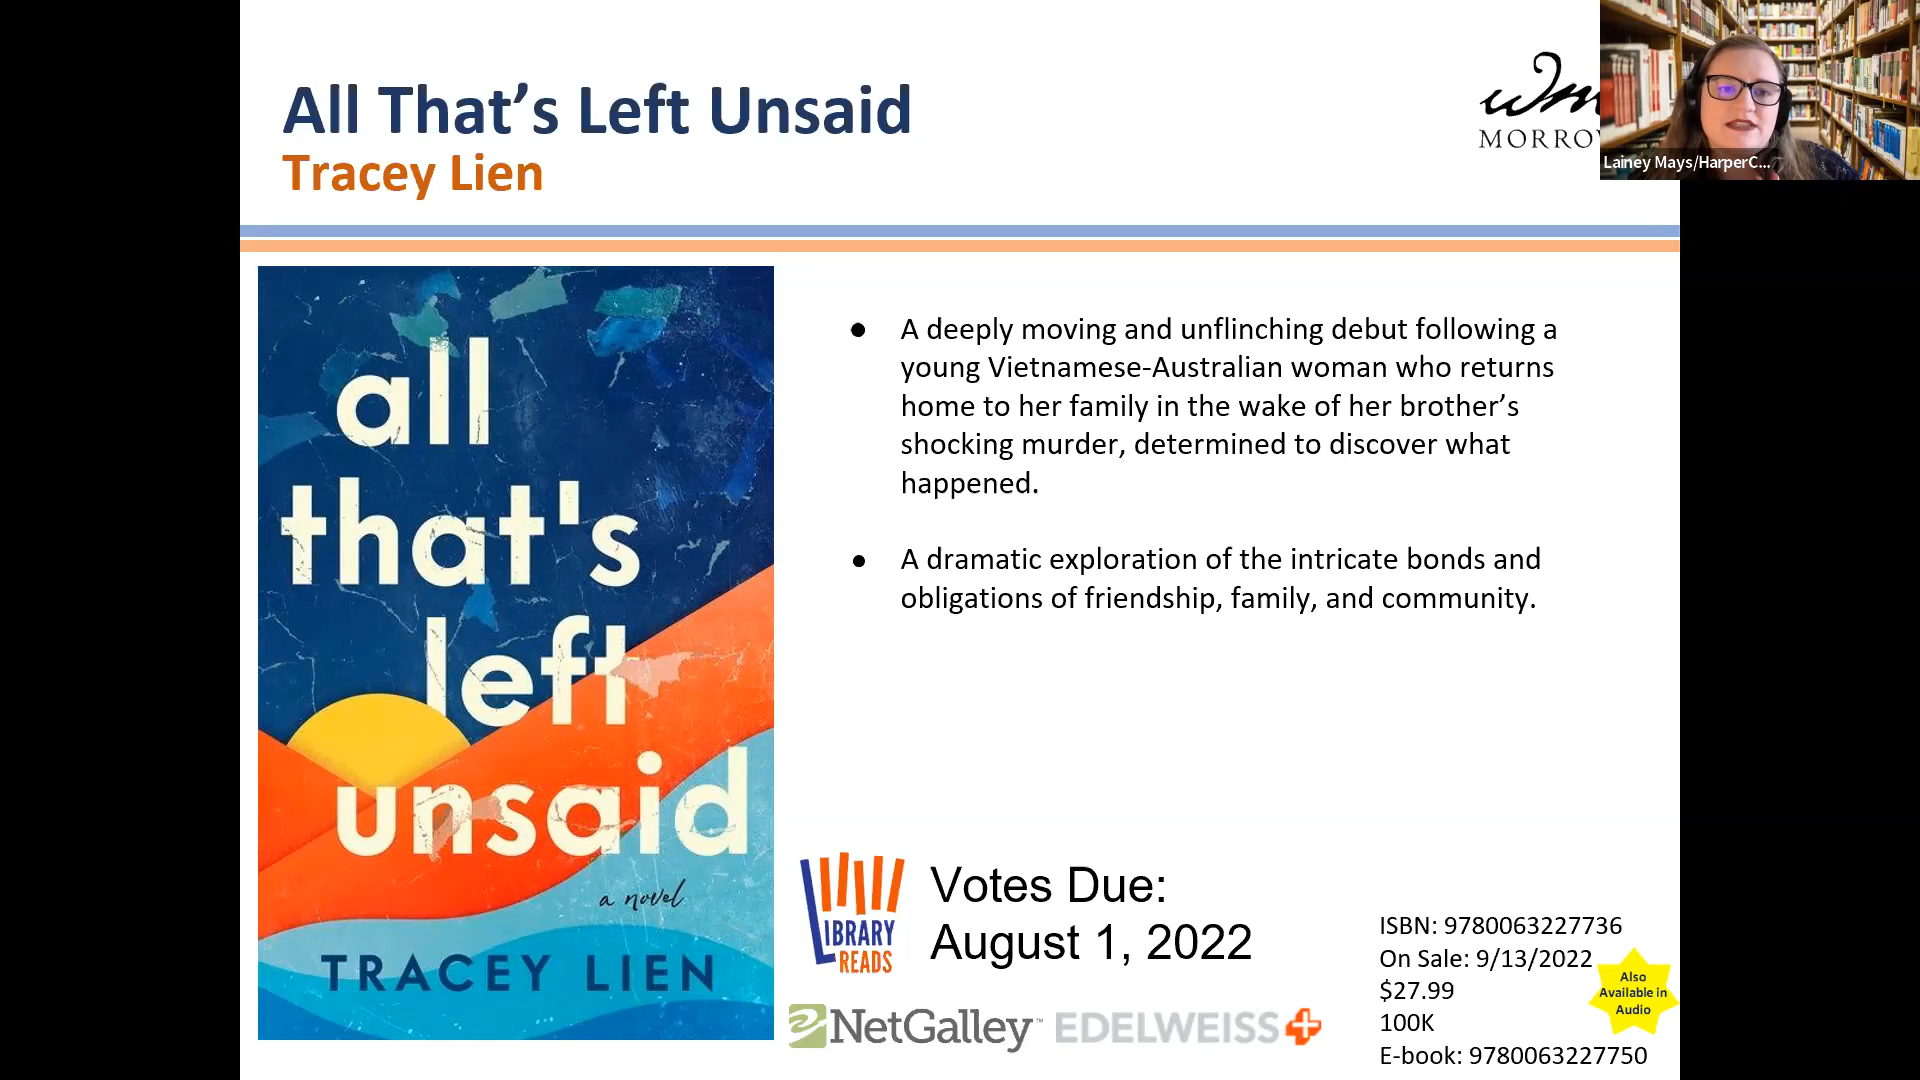 All That’s Left Unsaid
Tracey Lien
MORRO
Lainey Mays/HarperC...
all
that's
left
unsaid
a novel
TRACEY LIEN
● A deeply moving and unflinching debut following a
young Vietnamese-Australian woman who returns
home to her family in the wake of her brother’s
shocking murder, determined to discover what
happened.
● A dramatic exploration of the intricate bonds and
obligations of friendship, family, and community.
LIBRARY
READS
Votes Due:
August 1, 2022
NetGalley™
EDELWEISS
ISBN: 9780063227736
On Sale: 9/13/2022
$27.99
100K
E-book: 9780063227750
Also
Available in
Audio